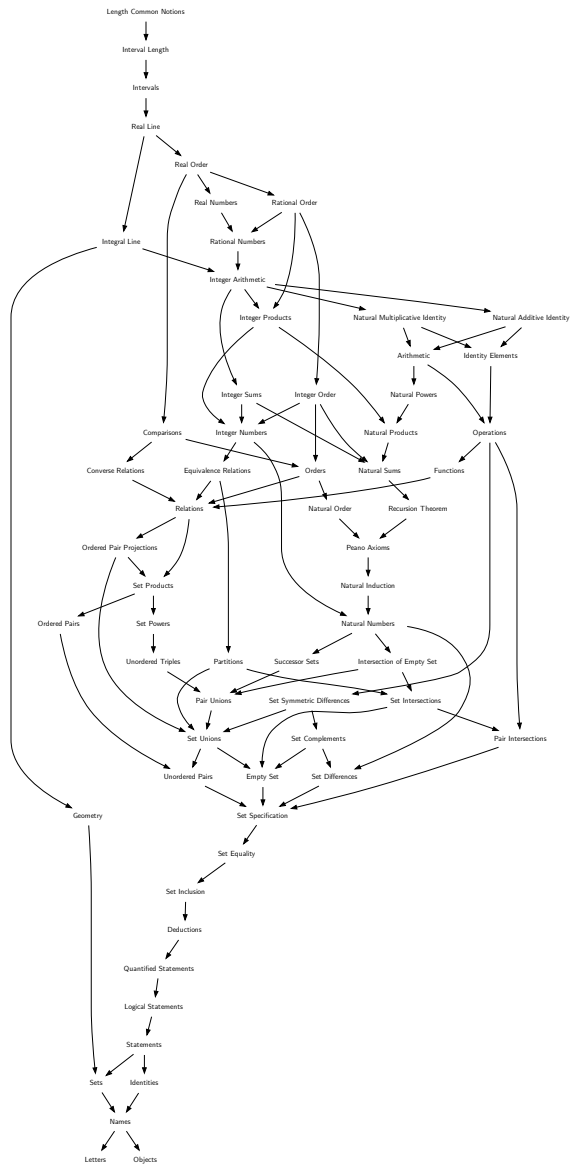 Length Common Notions
Interval Length
Intervals
Real Line
Real Order
Real Numbers Rational Order
Integral Line Rational Numbers
Integer Arithmetic
Integer Products Natural Multiplicative Identity Natural Additive Identity
Arithmetic Identity Elements
Integer Sums Integer Order Natural Powers
Comparisons Integer Numbers Natural Products Operations
Converse Relations Equivalence Relations Orders Natural Sums Functions
Relations Natural Order Recursion Theorem
Ordered Pair Projections Peano Axioms
Set Products Natural Induction
Ordered Pairs Set Powers Natural Numbers
Unordered Triples Partitions Successor Sets Intersection of Empty Set
Pair Unions Set Symmetric Differences Set Intersections
Set Unions Set Complements Pair Intersections
Unordered Pairs Empty Set Set Differences
Geometry Set Specification
Set Equality
Set Inclusion
Deductions
Quantified Statements
Logical Statements
Statements
Sets Identities
Names
Letters Objects